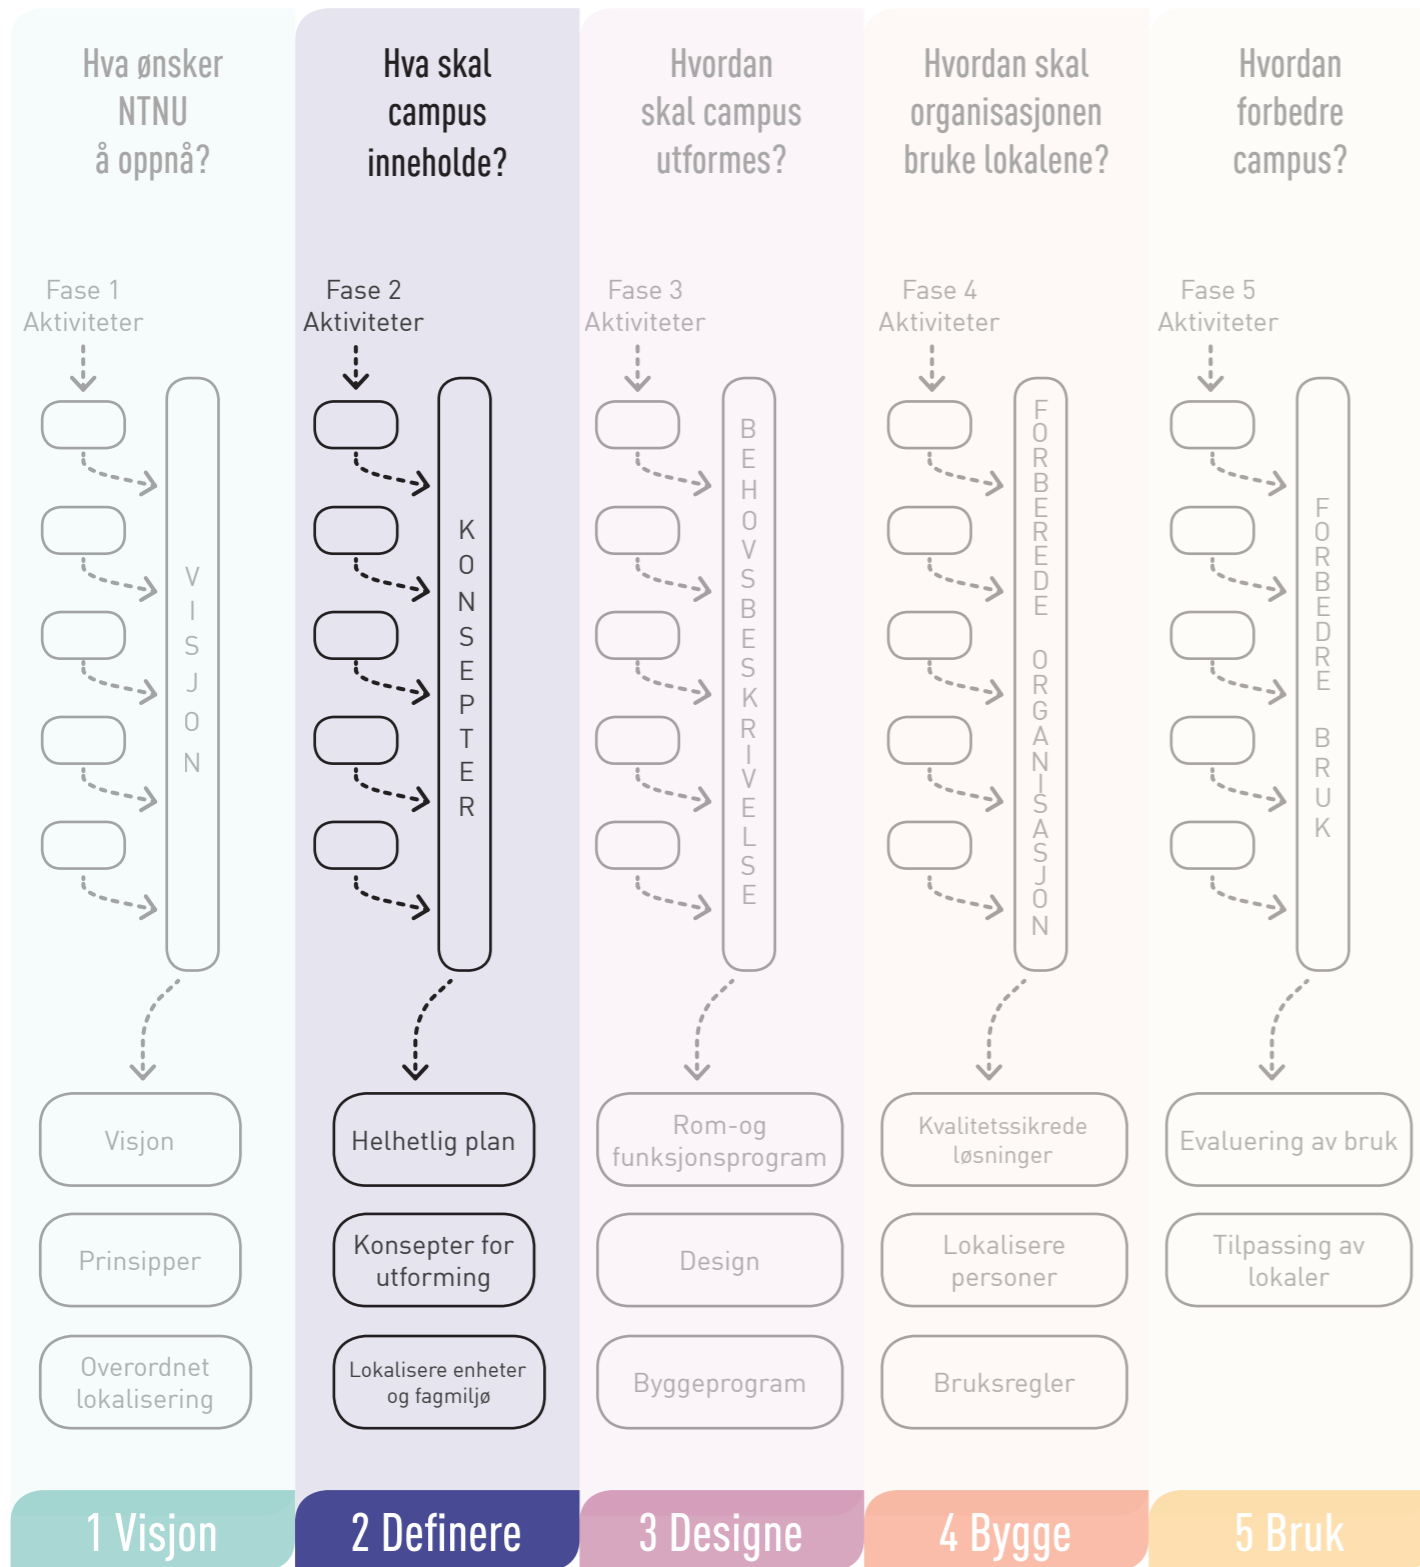 Hva ønsker
NTNU
å oppnå?
Fase 1
Aktiviteter
VISJON
Visjon
Prinsipper
Overordnet
lokalisering
1 Visjon
Hva skal
campus
inneholde?
Fase 2
Aktiviteter
KONSEPTER
Helhetlig plan
Konsepter for
utforming
Lokalisere enheter
og fagmiljø
2 Definere
Hvordan
skal campus
utformes?
Fase 3
Aktiviteter
BEHOVSBESKRIVELSE
Rom-og
funksjonsprogram
Design
Byggeprogram
3 Designe
Hvordan skal
organisasjonen
bruke lokalene?
Fase 4
Aktiviteter
FORBEREDE ORGANISASJON
Kvalitetssikrede
løsninger
Lokalisere
personer
Bruksregler
4 Bygge
Hvordan
forbedre
campus?
Fase 5
Aktiviteter
FORBEDRE BRUK
Evaluering av bruk
Tilpassing av
lokaler
5 Bruk